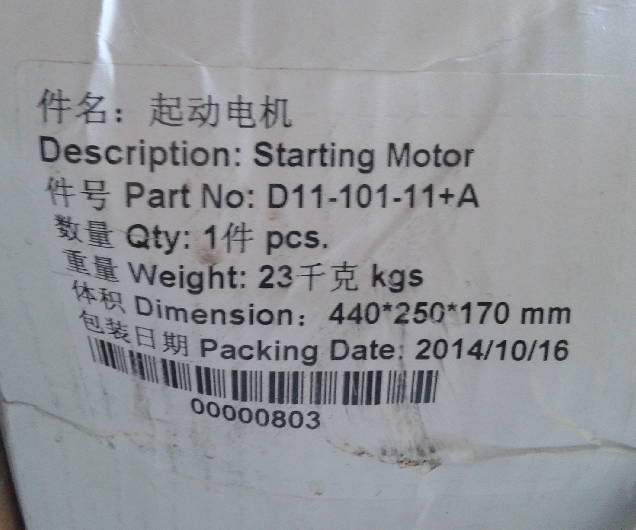 件名：起动电机
Description: Starting Motor
件号 Part No: D11-101-11+A
数量 Qty: 1件 pcs.
重量 Weight: 23千克 kgs
体积 Dimension：440*250*170 mm
包装日期 Packing Date: 2014/10/16
00000803